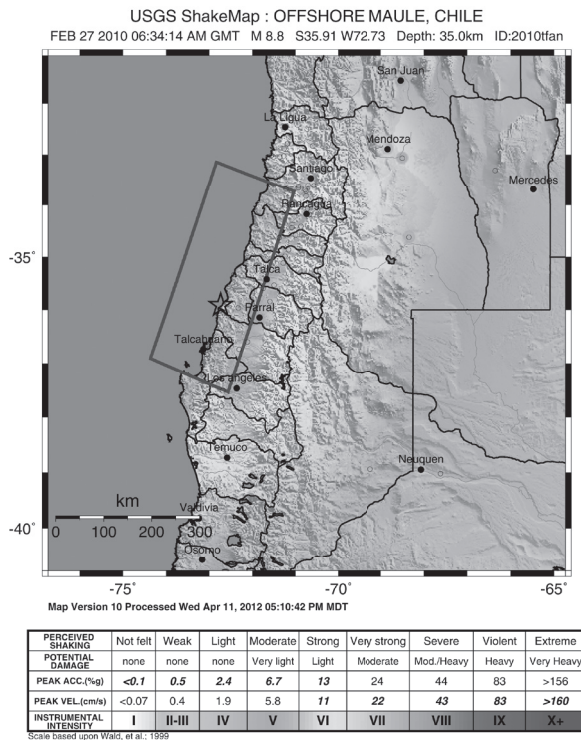 USGS ShakeMap : OFFSHORE MAULE, CHILE
FEB 27 2010 06:34:14 AM GMT M 8.8 S35.91 W72.73 Depth: 35.0km ID:2010tfan
San Juan
La Ligua
Mendoza
Santiago
Mercedes
Rancagua
-35°
Talca
Parral
Talcahuano
Los angeles
Temuco
Neuquen
km
Valdivia
0 100 200 300
-40°
Osorno
-75° -70° -65°
Map Version 10 Processed Wed Apr 11, 2012 05:10:42 PM MDT
PERCEIVED SHAKING Not felt Weak Light Moderate Strong Very strong Severe Violent Extreme
POTENTIAL DAMAGE none none none Very light Light Moderate Mod./Heavy Heavy Very Heavy
PEAK ACC.(%g) <0.1 0.5 2.4 6.7 13 24 44 83 >156
PEAK VEL.(cm/s) <0.07 0.4 1.9 5.8 11 22 43 83 >160
INSTRUMENTAL INTENSITY I II-III IV V VI VII VIII IX X+
Scale based upon Wald, et al.; 1999